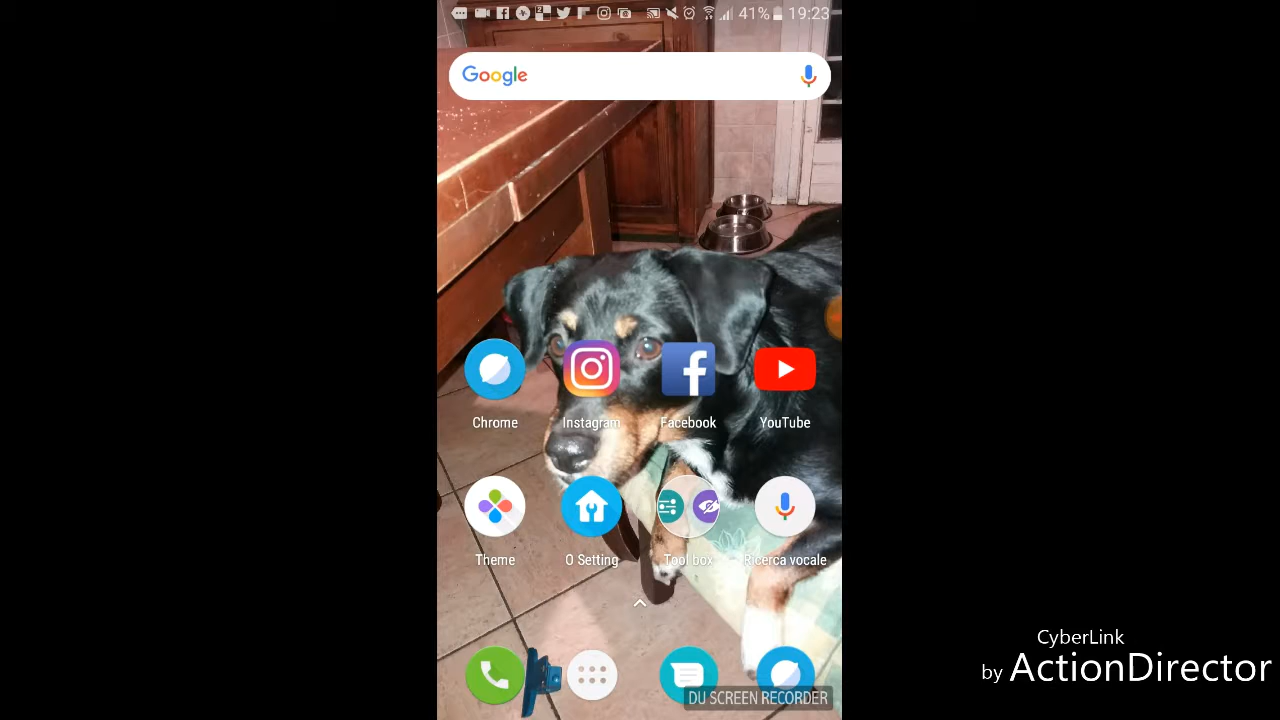 41% 19:23
Google
Chrome Instagram Facebook YouTube
Theme O Setting Tool box Ricerca vocale
DU SCREEN RECORDER
CyberLink
by ActionDirector